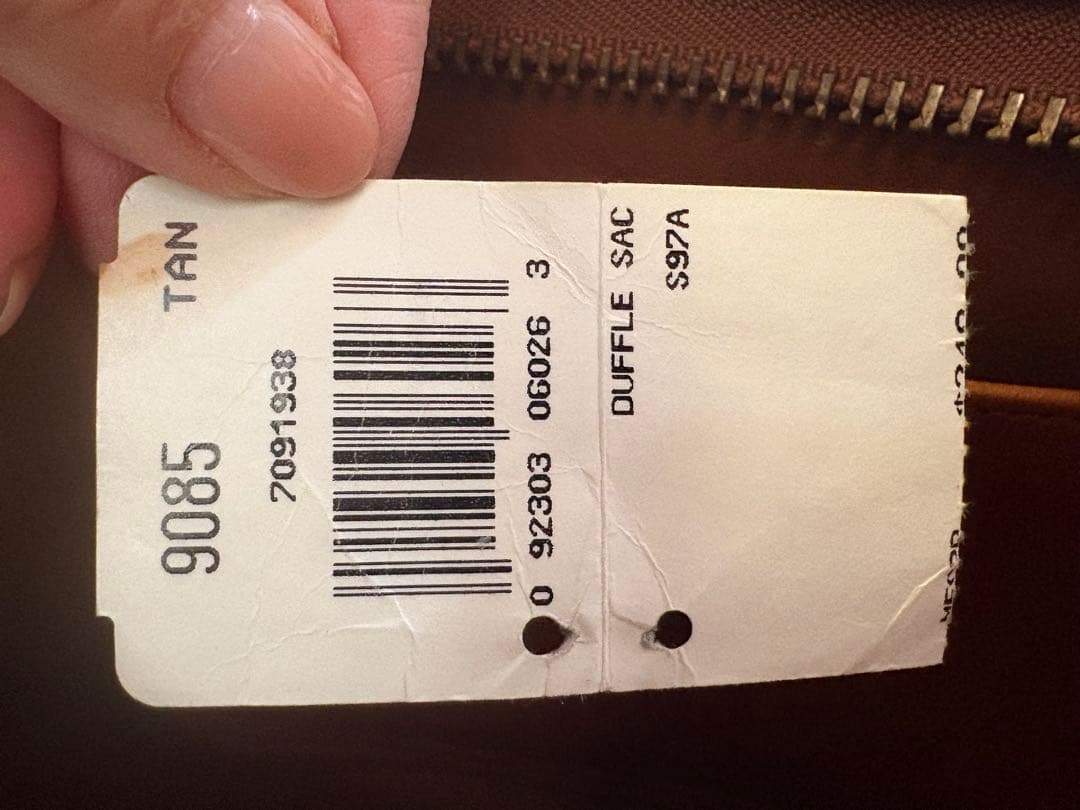 9085 TAN
7091938
0 92303 06026 3
DUFFLE SAC
S97A